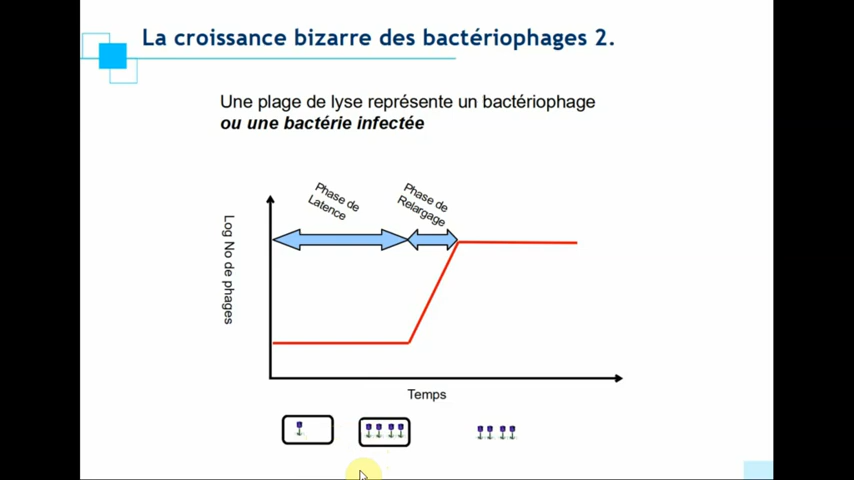 La croissance bizarre des bactériophages 2.
Une plage de lyse représente un bactériophage
ou une bactérie infectée
Phase de
Latence
Phase de
Relargage
Log No de phages
Temps